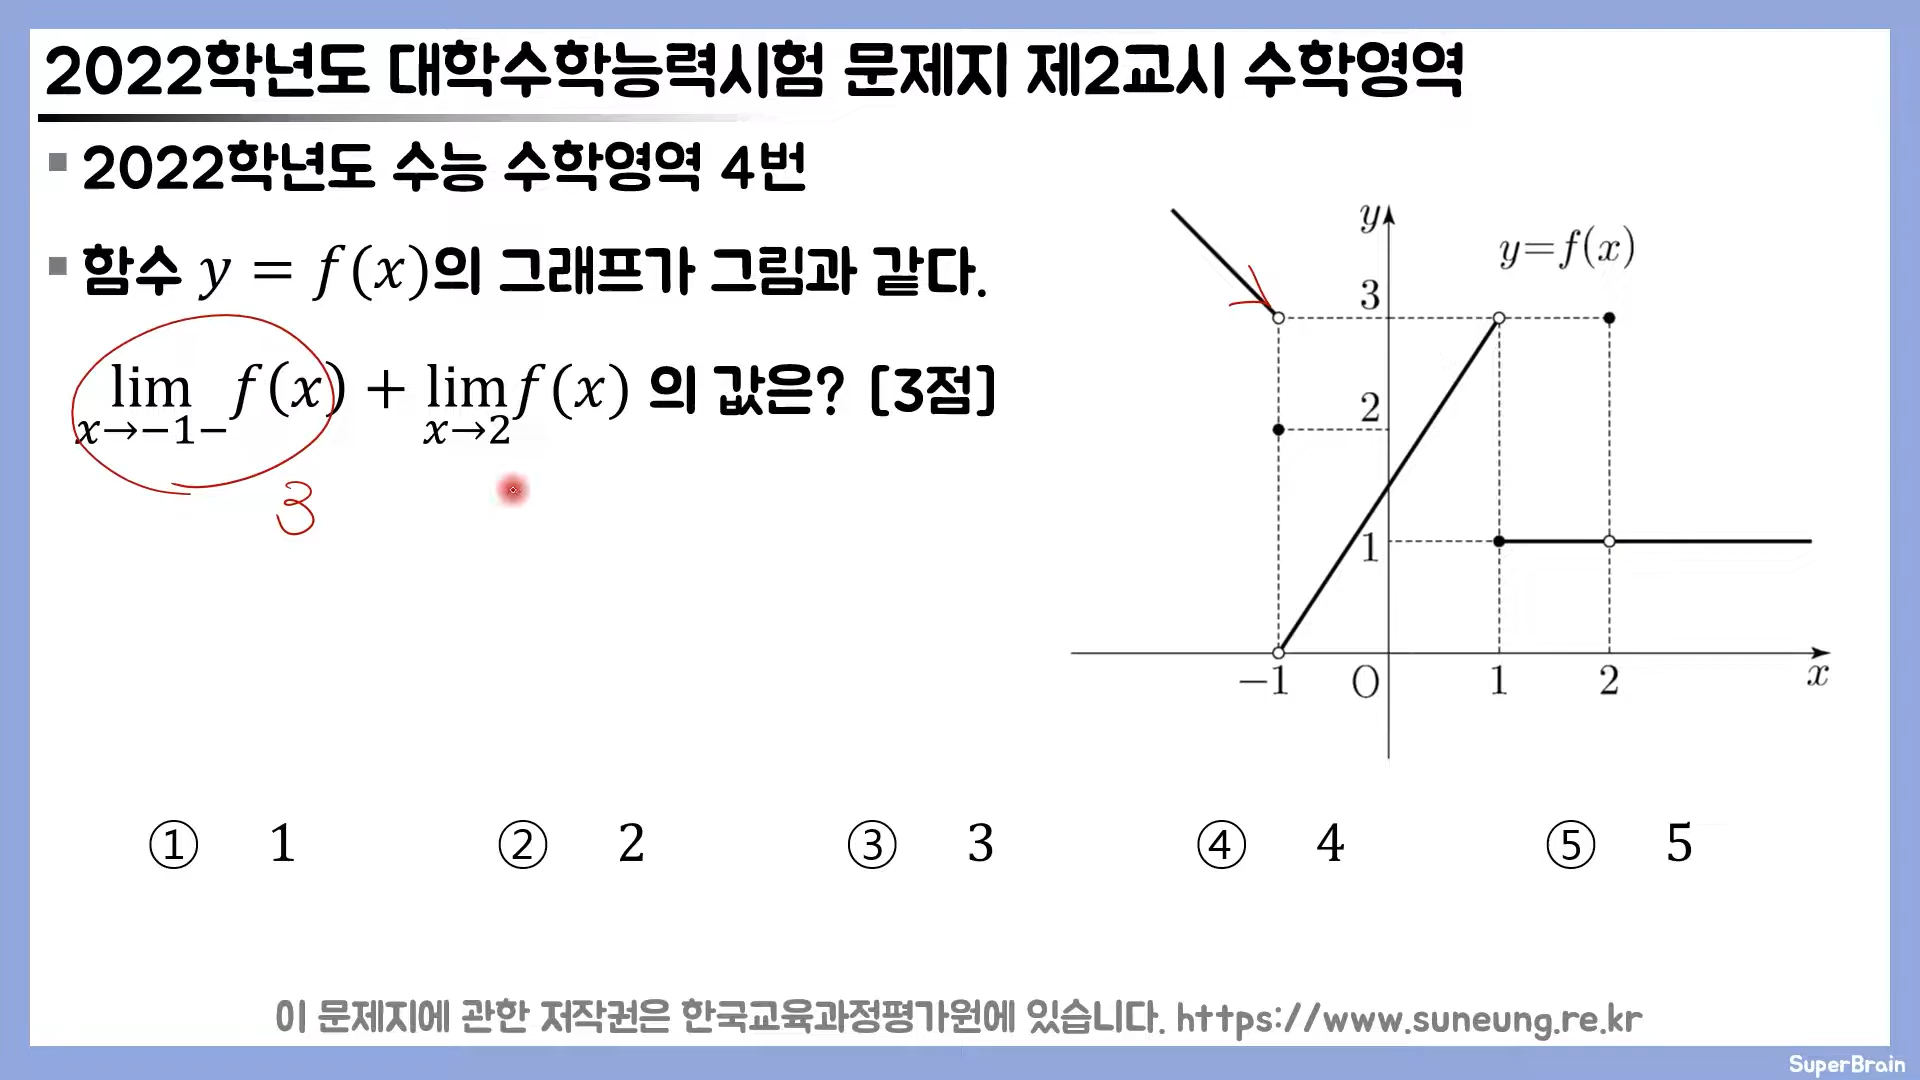 2022학년도 대학수학능력시험 문제지 제2교시 수학영역
▪ 2022학년도 수능 수학영역 4번
▪ 함수 y = f(x)의 그래프가 그림과 같다.
lim f(x) + lim f(x) 의 값은? [3점]
x→−1− x→2
3
y
y=f(x)
3
2
1
−1 O 1 2 x
① 1 ② 2 ③ 3 ④ 4 ⑤ 5
이 문제지에 관한 저작권은 한국교육과정평가원에 있습니다. https://www.suneung.re.kr
SuperBrain